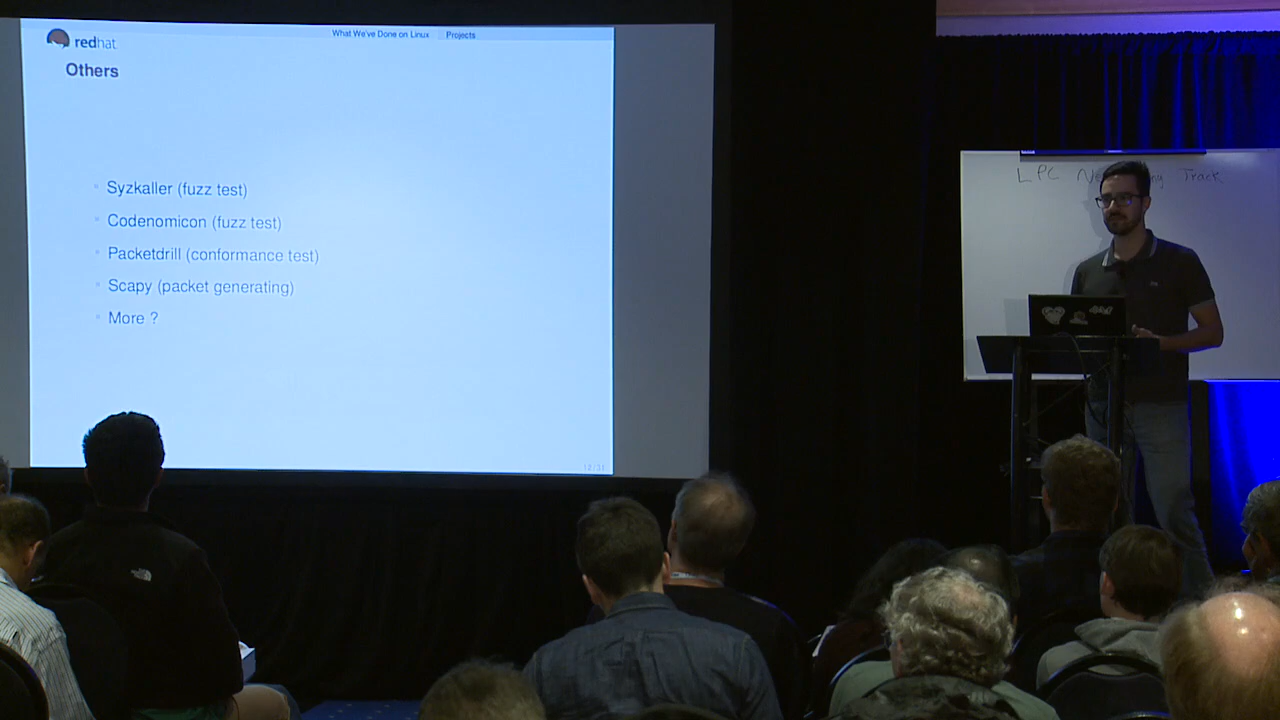 What We've Done on Linux Projects
redhat
Others
Syzkaller (fuzz test)
Codenomicon (fuzz test)
Packetdrill (conformance test)
Scapy (packet generating)
More ?
LPC Track